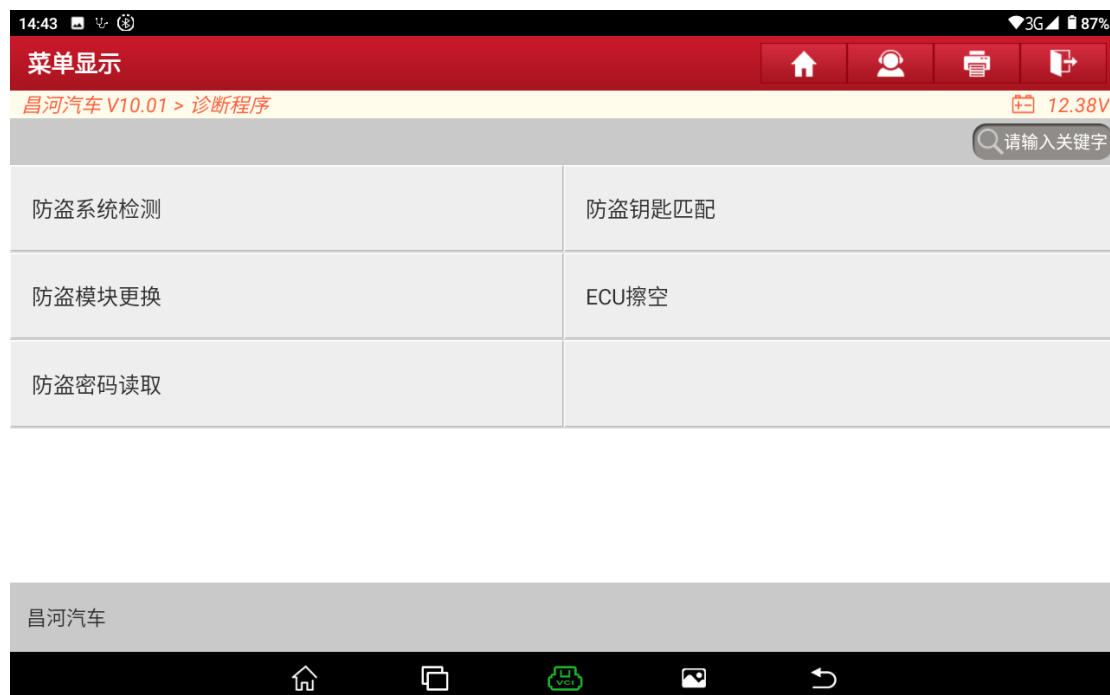 14:43 3G 87%
菜单显示
昌河汽车 V10.01 > 诊断程序 12.38V
请输入关键字
防盗系统检测 防盗钥匙匹配
防盗模块更换 ECU擦空
防盗密码读取
昌河汽车
VCI